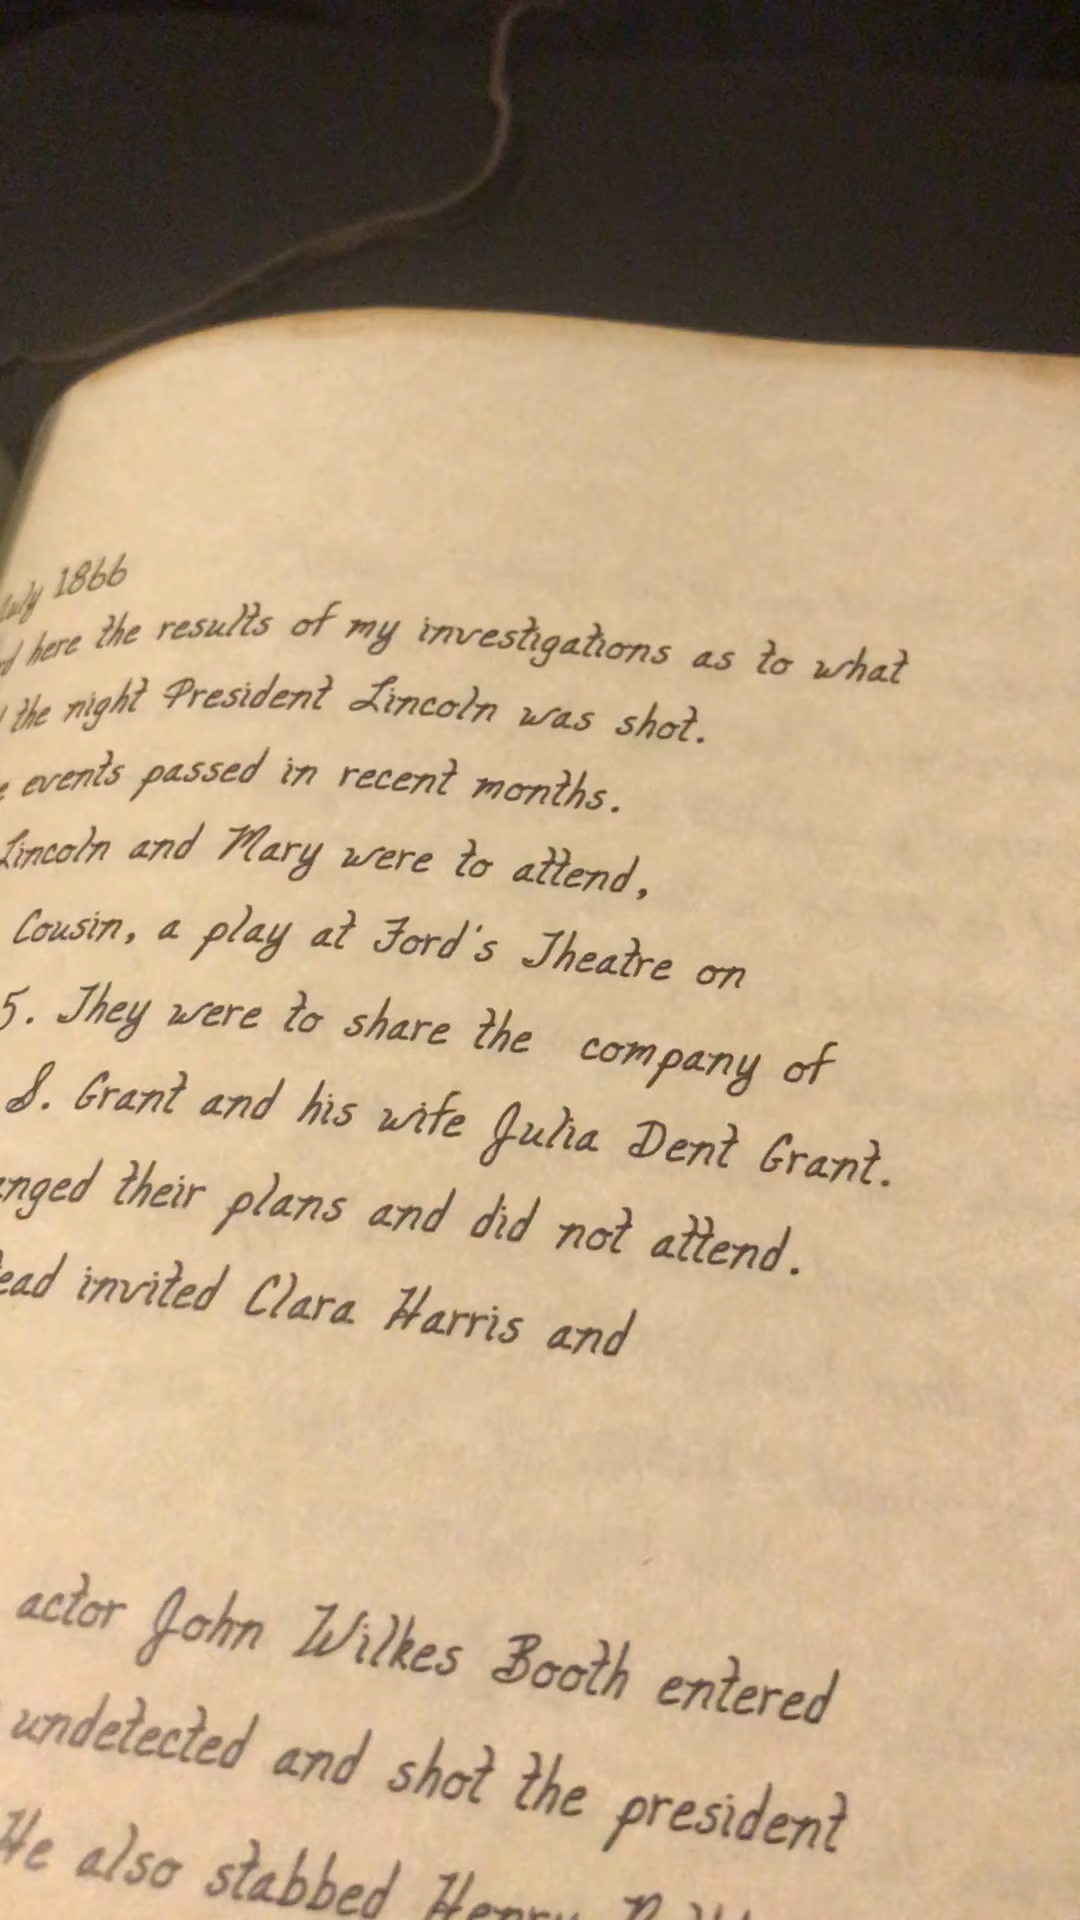 July 1866
here the results of my investigations as to what
the night President Lincoln was shot.
events passed in recent months.
Lincoln and Mary were to attend,
Cousin, a play at Ford's Theatre on
5. They were to share the company of
S. Grant and his wife Julia Dent Grant.
their plans and did not attend.
invited Clara Harris and
actor John Wilkes Booth entered
undetected and shot the president
He also stabbed Henry